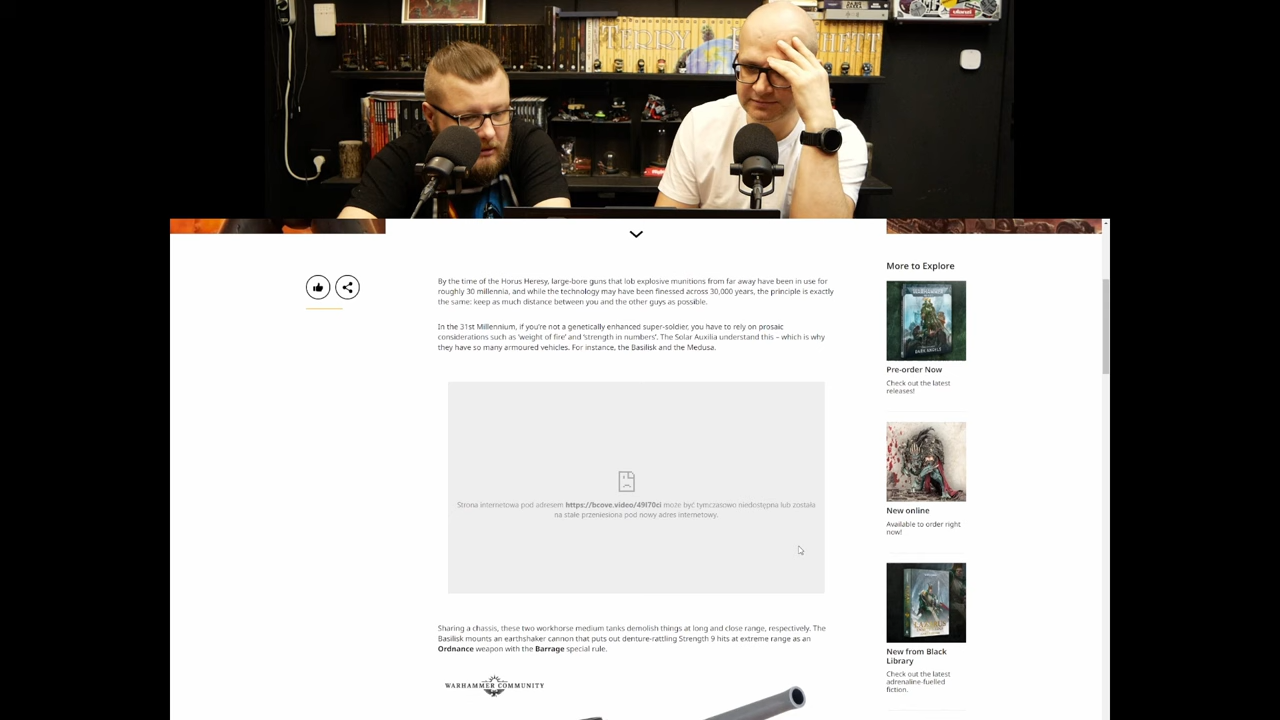 TERRY
By the time of the Horus Heresy, large-bore guns that lob explosive munitions from far away have been in use for
roughly 30 millennia, and while the technology may have been finessed across 30,000 years, the principle is exactly
the same: keep as much distance between you and the other guys as possible.
In the 31st Millennium, if you're not a genetically enhanced super-soldier, you have to rely on prosaic
considerations such as 'weight of fire' and 'strength in numbers'. The Solar Auxilia understand this – which is why
they have so many armoured vehicles. For instance, the Basilisk and the Medusa.
Strona internetowa pod adresem https://bcove.video/49l70ci może być tymczasowo niedostępna lub została
na stałe przeniesiona pod nowy adres internetowy.
Sharing a chassis, these two workhorse medium tanks demolish things at long and close range, respectively. The
Basilisk mounts an earthshaker cannon that puts out denture-rattling Strength 9 hits at extreme range as an
Ordnance weapon with the Barrage special rule.
WARHAMMER COMMUNITY
More to Explore
DARK ANGELS
Pre-order Now
Check out the latest
releases!
New online
Available to order right
now!
New from Black
Library
Check out the latest
adrenaline-fuelled
fiction.